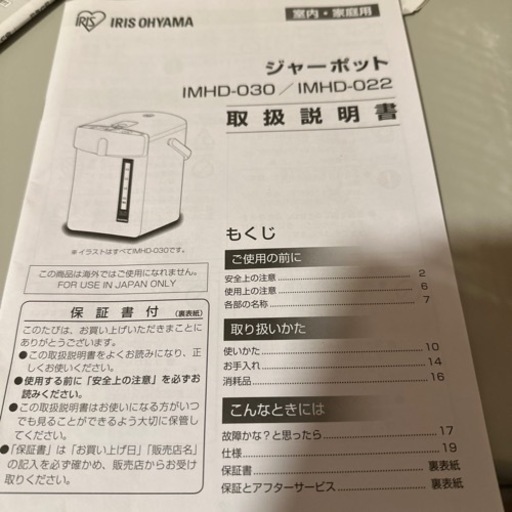 IRIS IRIS OHYAMA
室内・家庭用
ジャーポット
IMHD-030／IMHD-022
取扱説明書
※イラストはすべてIMHD-030です。
この商品は海外ではご使用になれません。
FOR USE IN JAPAN ONLY
保証書付（裏表紙）
このたびは、お買い上げいただきまことに
ありがとうございます。
●この取扱説明書をよくお読みになり、正
しくお使いください。
●使用する前に「安全上の注意」を必ずお
読みください。
●この取扱説明書はお使いになる方がいつ
でも見ることができるよう大切に保管し
てください。
●「保証書」は「お買い上げ日」「販売店名」
の記入を必ず確かめ、販売店からお受け
取りください。
もくじ
ご使用の前に
安全上の注意 2
使用上の注意 6
各部の名称 7
取り扱いかた
使いかた 10
お手入れ 14
消耗品 16
こんなときには
故障かな？と思ったら 17
仕様 19
保証書 裏表紙
保証とアフターサービス 裏表紙